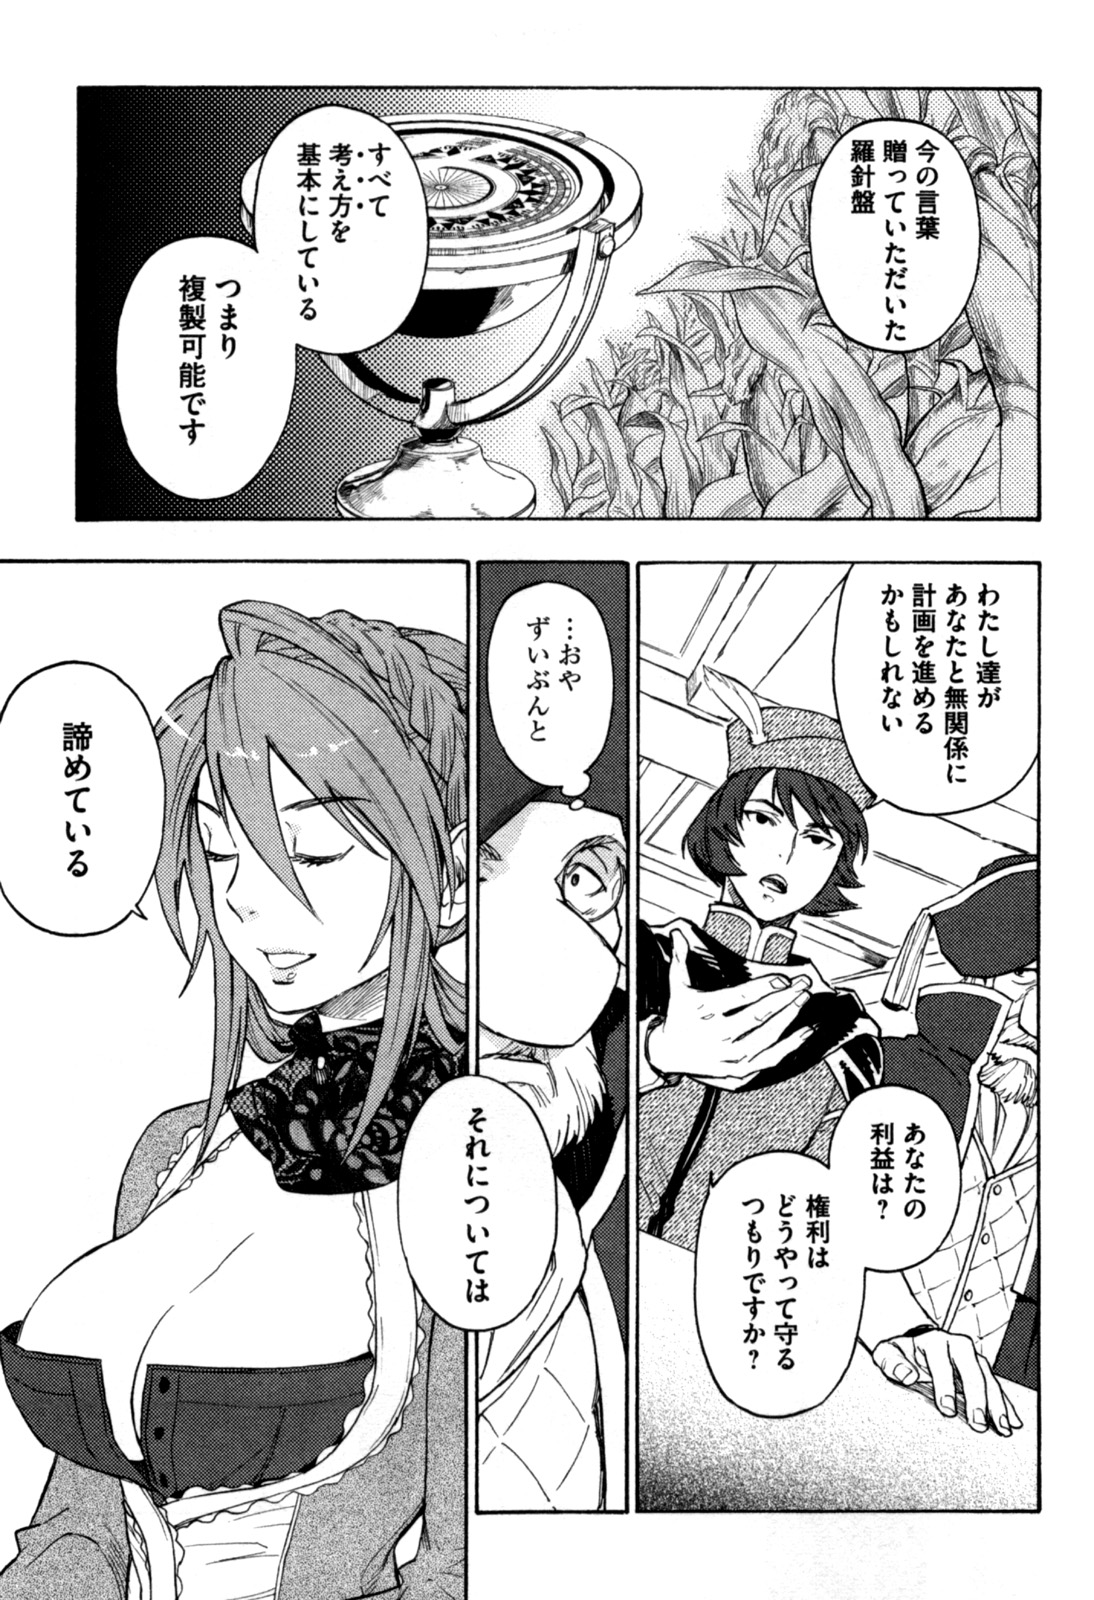 今の言葉
贈っていただいた
羅針盤
すべて
考え方を
基本にしている
つまり
複製可能です
わたし達が
あなたと無関係に
計画を進める
かもしれない
あなたの
利益は?
権利は
どうやって守る
つもりですか?
…おや
ずいぶんと
それについては
諦めている